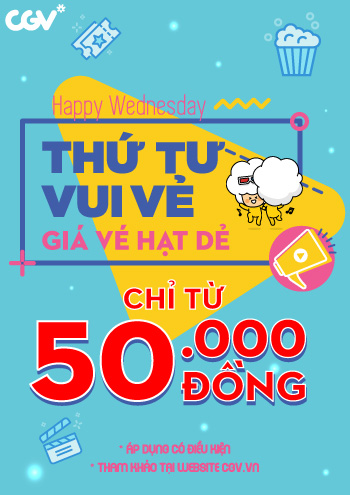 CGV*
Happy Wednesday
THỨ TƯ
VUI VẺ
GIÁ VÉ HẠT DẺ
CHỈ TỪ
50.000
ĐỒNG
* ÁP DỤNG CÓ ĐIỀU KIỆN
* THAM KHẢO TẠI WEBSITE CGV.VN